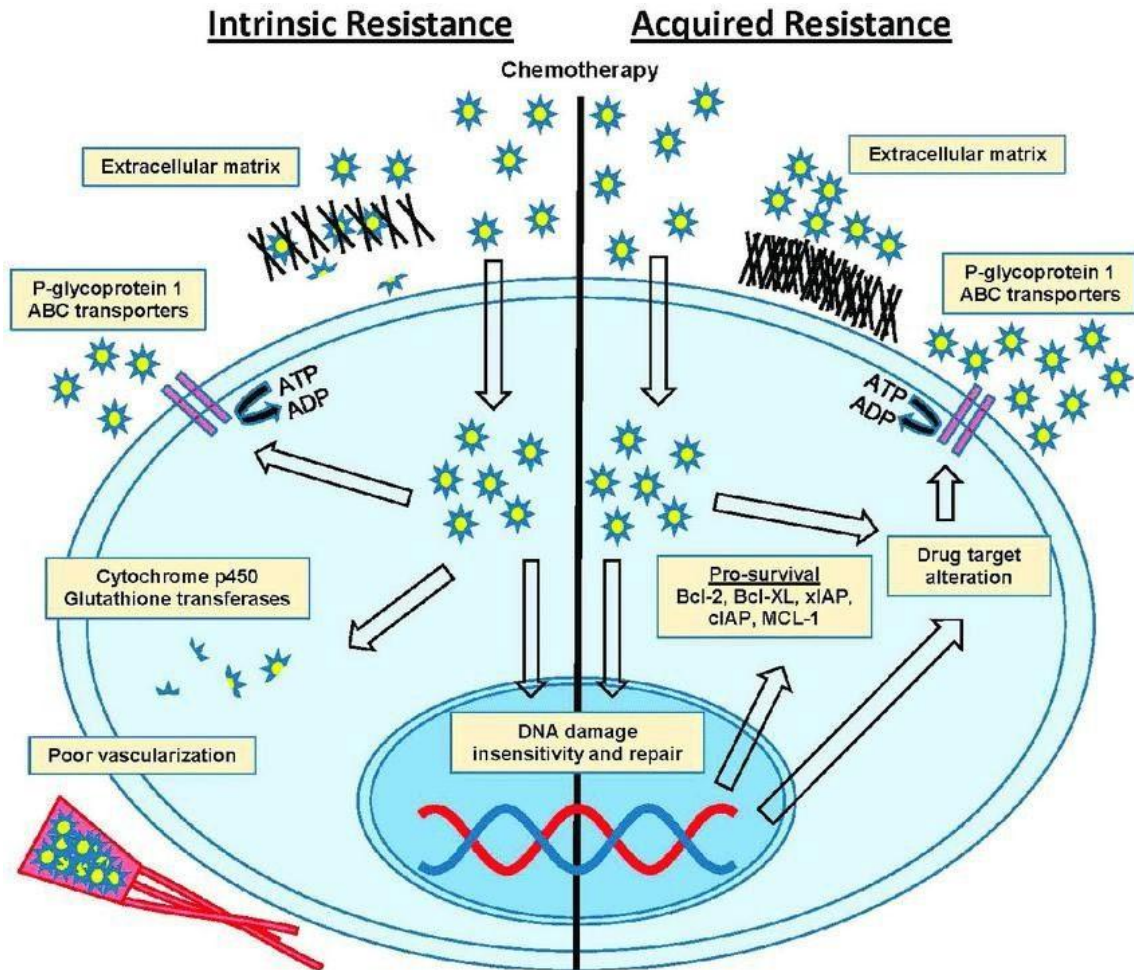 Intrinsic Resistance
Acquired Resistance
Chemotherapy
Extracellular matrix
Extracellular matrix
P-glycoprotein 1
ABC transporters
P-glycoprotein 1
ABC transporters
ATP
ADP
ATP
ADP
Cytochrome p450
Glutathione transferases
Pro-survival
Bcl-2, Bcl-XL, xIAP,
cIAP, MCL-1
Drug target
alteration
DNA damage
insensitivity and repair
Poor vascularization